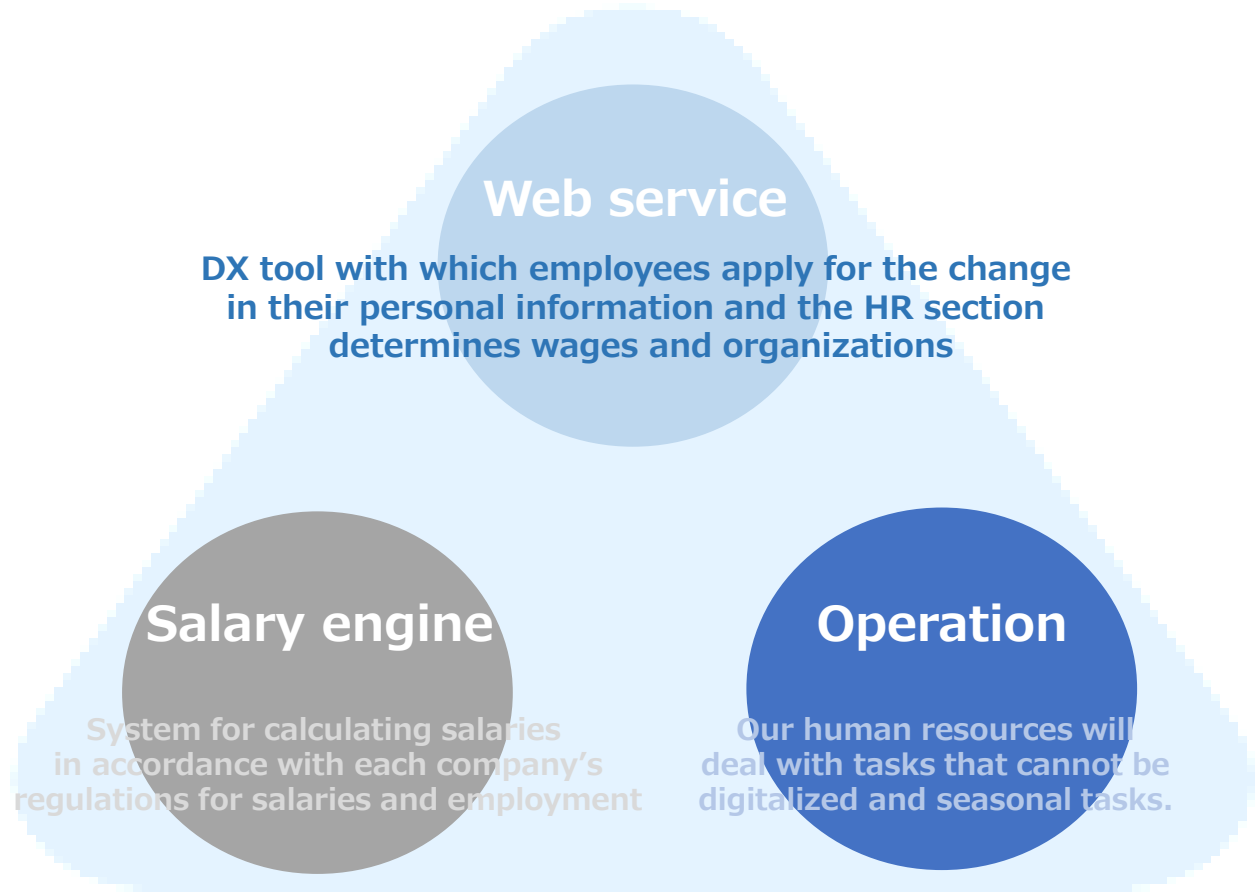 Web service
DX tool with which employees apply for the change
in their personal information and the HR section
determines wages and organizations
Salary engine
System for calculating salaries
in accordance with each company’s
regulations for salaries and employment
Operation
Our human resources will
deal with tasks that cannot be
digitalized and seasonal tasks.